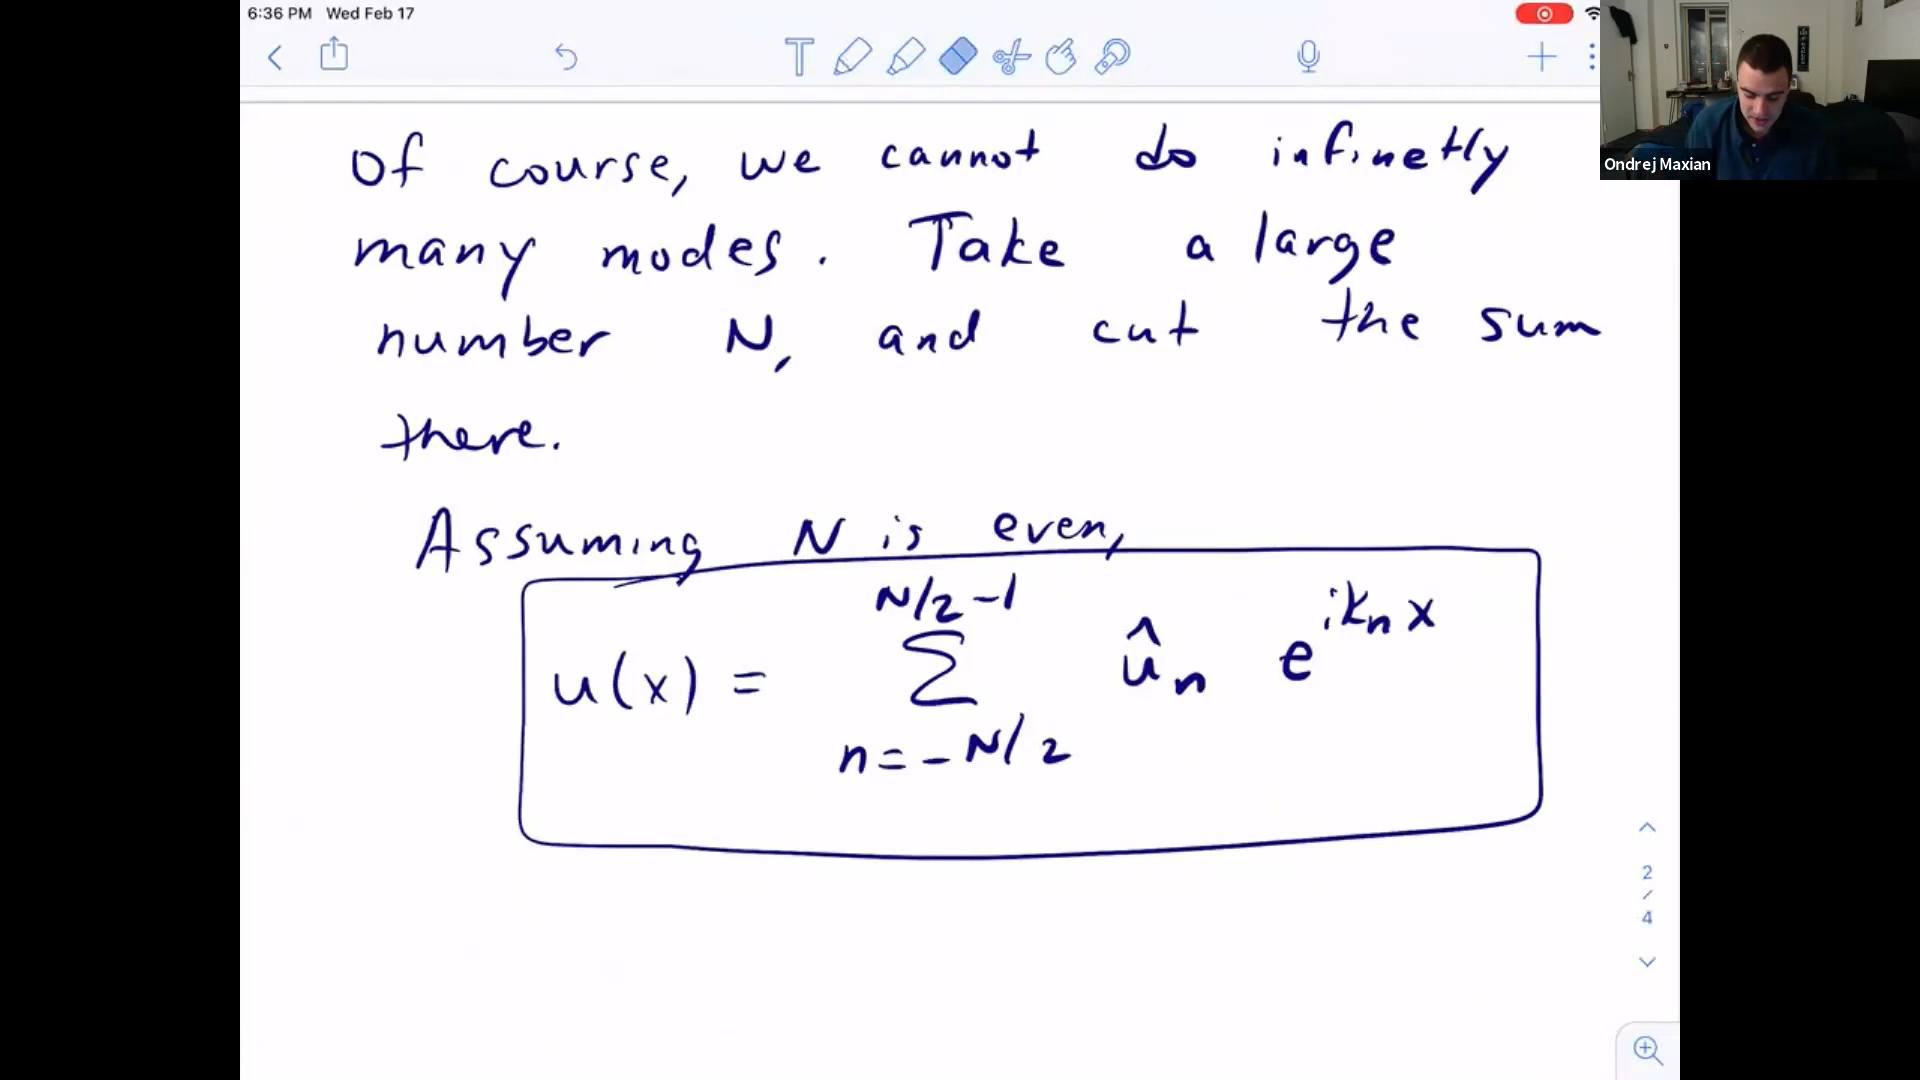 6:36 PM Wed Feb 17
Ondrej Maxian
Of course, we cannot do infinetly
many modes. Take a large
number N, and cut the sum
there.
Assuming N is even,
N/2 -1
u(x) = Σ û_n e^{ik_n x}
n = -N/2
2
/
4